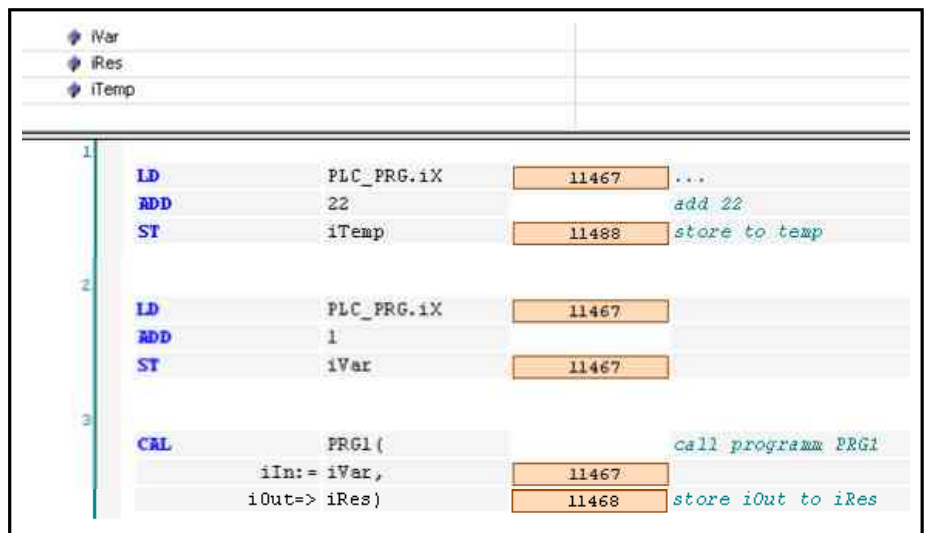 iVar
iRes
iTemp
1
LD PLC_PRG.iX 11467 ...
ADD 22 add 22
ST iTemp 11488 store to temp
2
LD PLC_PRG.iX 11467
ADD 1
ST iVar 11467
3
CAL PRG1( call programm PRG1
iIn:= iVar, 11467
iOut=> iRes) 11468 store iOut to iRes